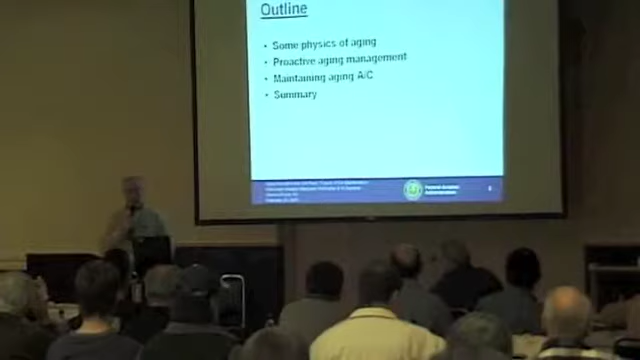 Outline
• Some physics of aging
• Proactive aging management
• Maintaining aging A/C
• Summary
Federal Aviation
Administration